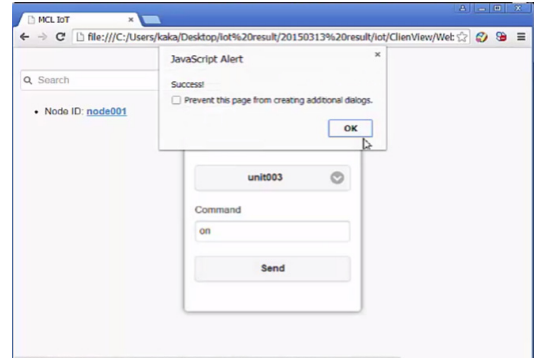 MCL IoT
file:///C:/Users/kaka/Desktop/iot%20result/20150313%20result/iot/ClienView/Web
JavaScript Alert
Success!
Prevent this page from creating additional dialogs.
OK
Search
Node ID: node001
unit003
Command
on
Send